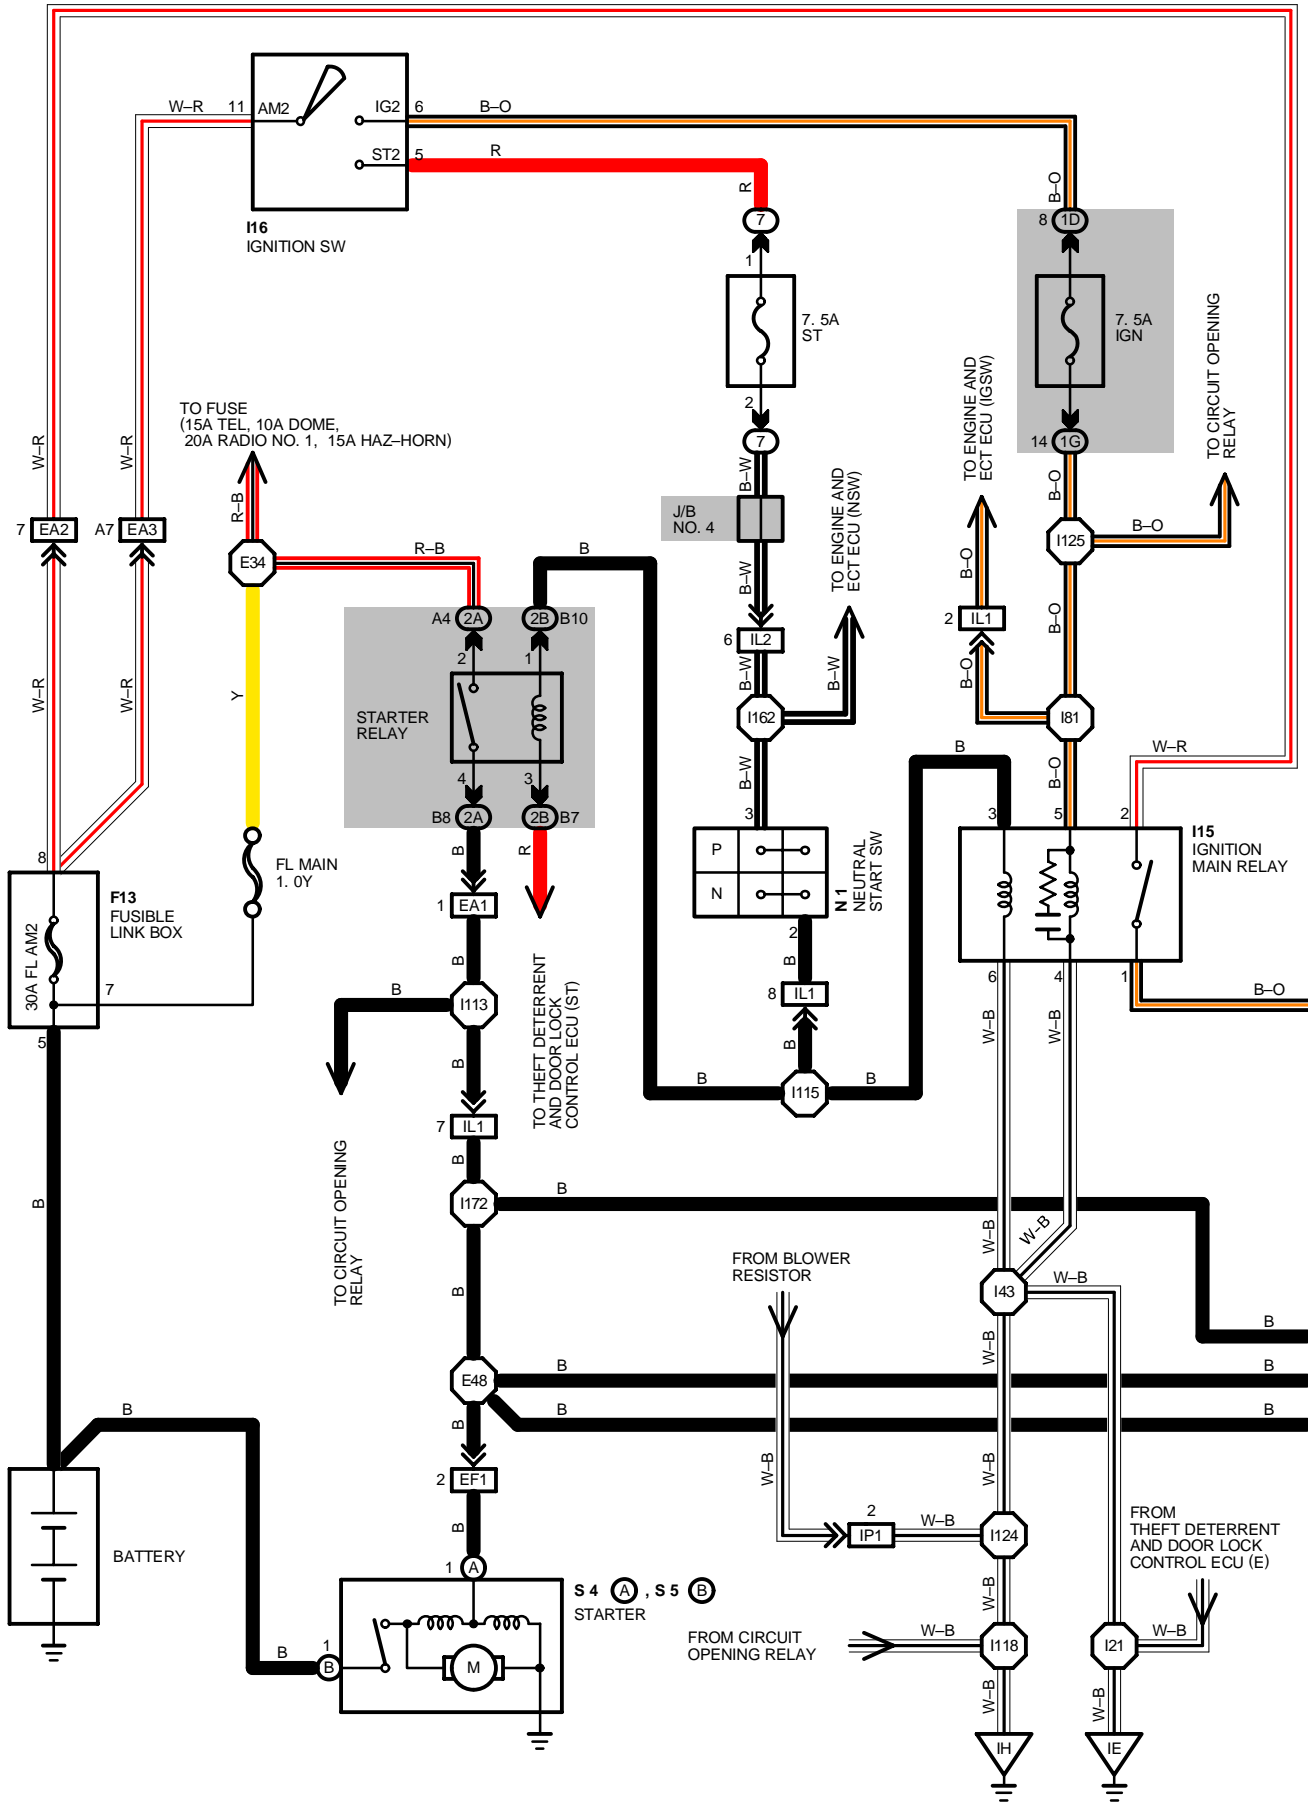 W–R 11 AM2 IG2 6 B–O
ST2 5 R
I16
IGNITION SW
R
7
1
7. 5A
ST
2
7
B–O
8 1D
7. 5A
IGN
14 1G
TO CIRCUIT OPENING
RELAY
TO ENGINE AND
ECT ECU (IGSW)
TO FUSE
(15A TEL, 10A DOME,
20A RADIO NO. 1, 15A HAZ–HORN)
W–R
W–R
R–B
B–W
J/B
NO. 4
TO ENGINE AND
ECT ECU (NSW)
B–O
I125
B–O
7 EA2
A7 EA3
E34
R–B
B
B–W
B–O
B–O
2 IL1
A4 2A
2B B10
6 IL2
B–W
B–W
B–O
2
1
W–R
W–R
Y
STARTER
RELAY
I162
I81
B
B–O
W–R
4
3
B–W
B8 2A
2B B7
3
3
5
2
I15
IGNITION
MAIN RELAY
8
F13
FUSIBLE
LINK BOX
30A FL AM2
FL MAIN
1. 0Y
B
R
P
N
N 1
NEUTRAL
START SW
1 EA1
2
B
B
7
6
4
1
B–O
8 IL1
B
I113
5
B
TO THEFT DETERRENT
AND DOOR LOCK
CONTROL ECU (ST)
B
W–B
W–B
B
I115
B
7 IL1
TO CIRCUIT OPENING
RELAY
B
B
I172
B
W–B
W–B
FROM BLOWER
RESISTOR
B
I43
W–B
B
W–B
E48
B
B
B
B
B
B
W–B
W–B
2 EF1
B
2
IP1
W–B
I124
FROM
THEFT DETERRENT
AND DOOR LOCK
CONTROL ECU (E)
BATTERY
1 A
S 4 A , S 5 B
STARTER
W–B
FROM CIRCUIT
OPENING RELAY
W–B
I118
I21
W–B
B
1
B
M
W–B
W–B
IH
IE